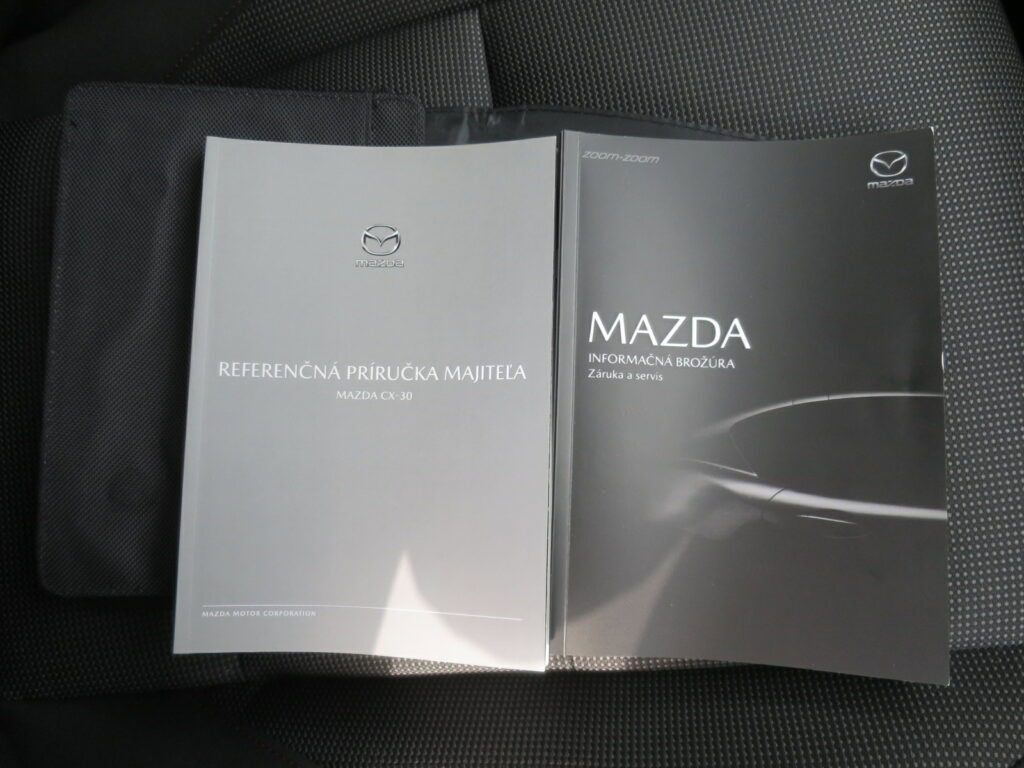 mazda
REFERENČNÁ PRÍRUČKA MAJITEĽA
MAZDA CX-30
MAZDA MOTOR CORPORATION
zoom-zoom
mazda
MAZDA
INFORMAČNÁ BROŽÚRA
Záruka a servis